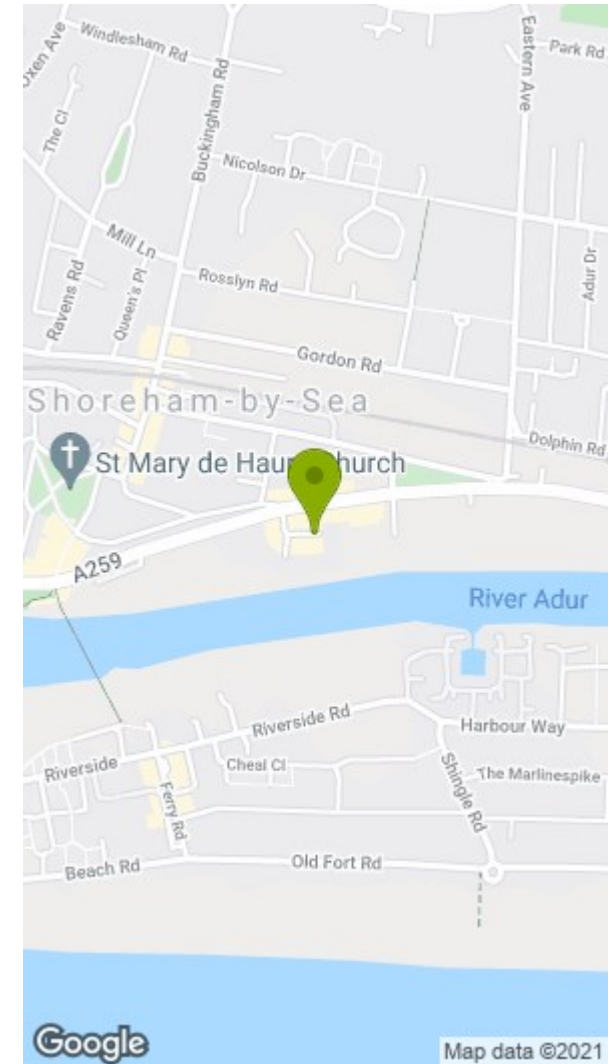 Windlesham Rd
Park Rd
Oxen Ave
Eastern Ave
The Cl
Buckingham Rd
Nicolson Dr
Mill Ln
Adur Dr
Ravens Rd
Queen's Pl
Rosslyn Rd
Gordon Rd
Shoreham-by-Sea
Dolphin Rd
St Mary de Haura Church
A259
River Adur
Riverside Rd
Harbour Way
Riverside
Cheal Cl
The Marlinespike
Shingle Rd
Ferry Rd
Beach Rd
Old Fort Rd
Google
Map data ©2021